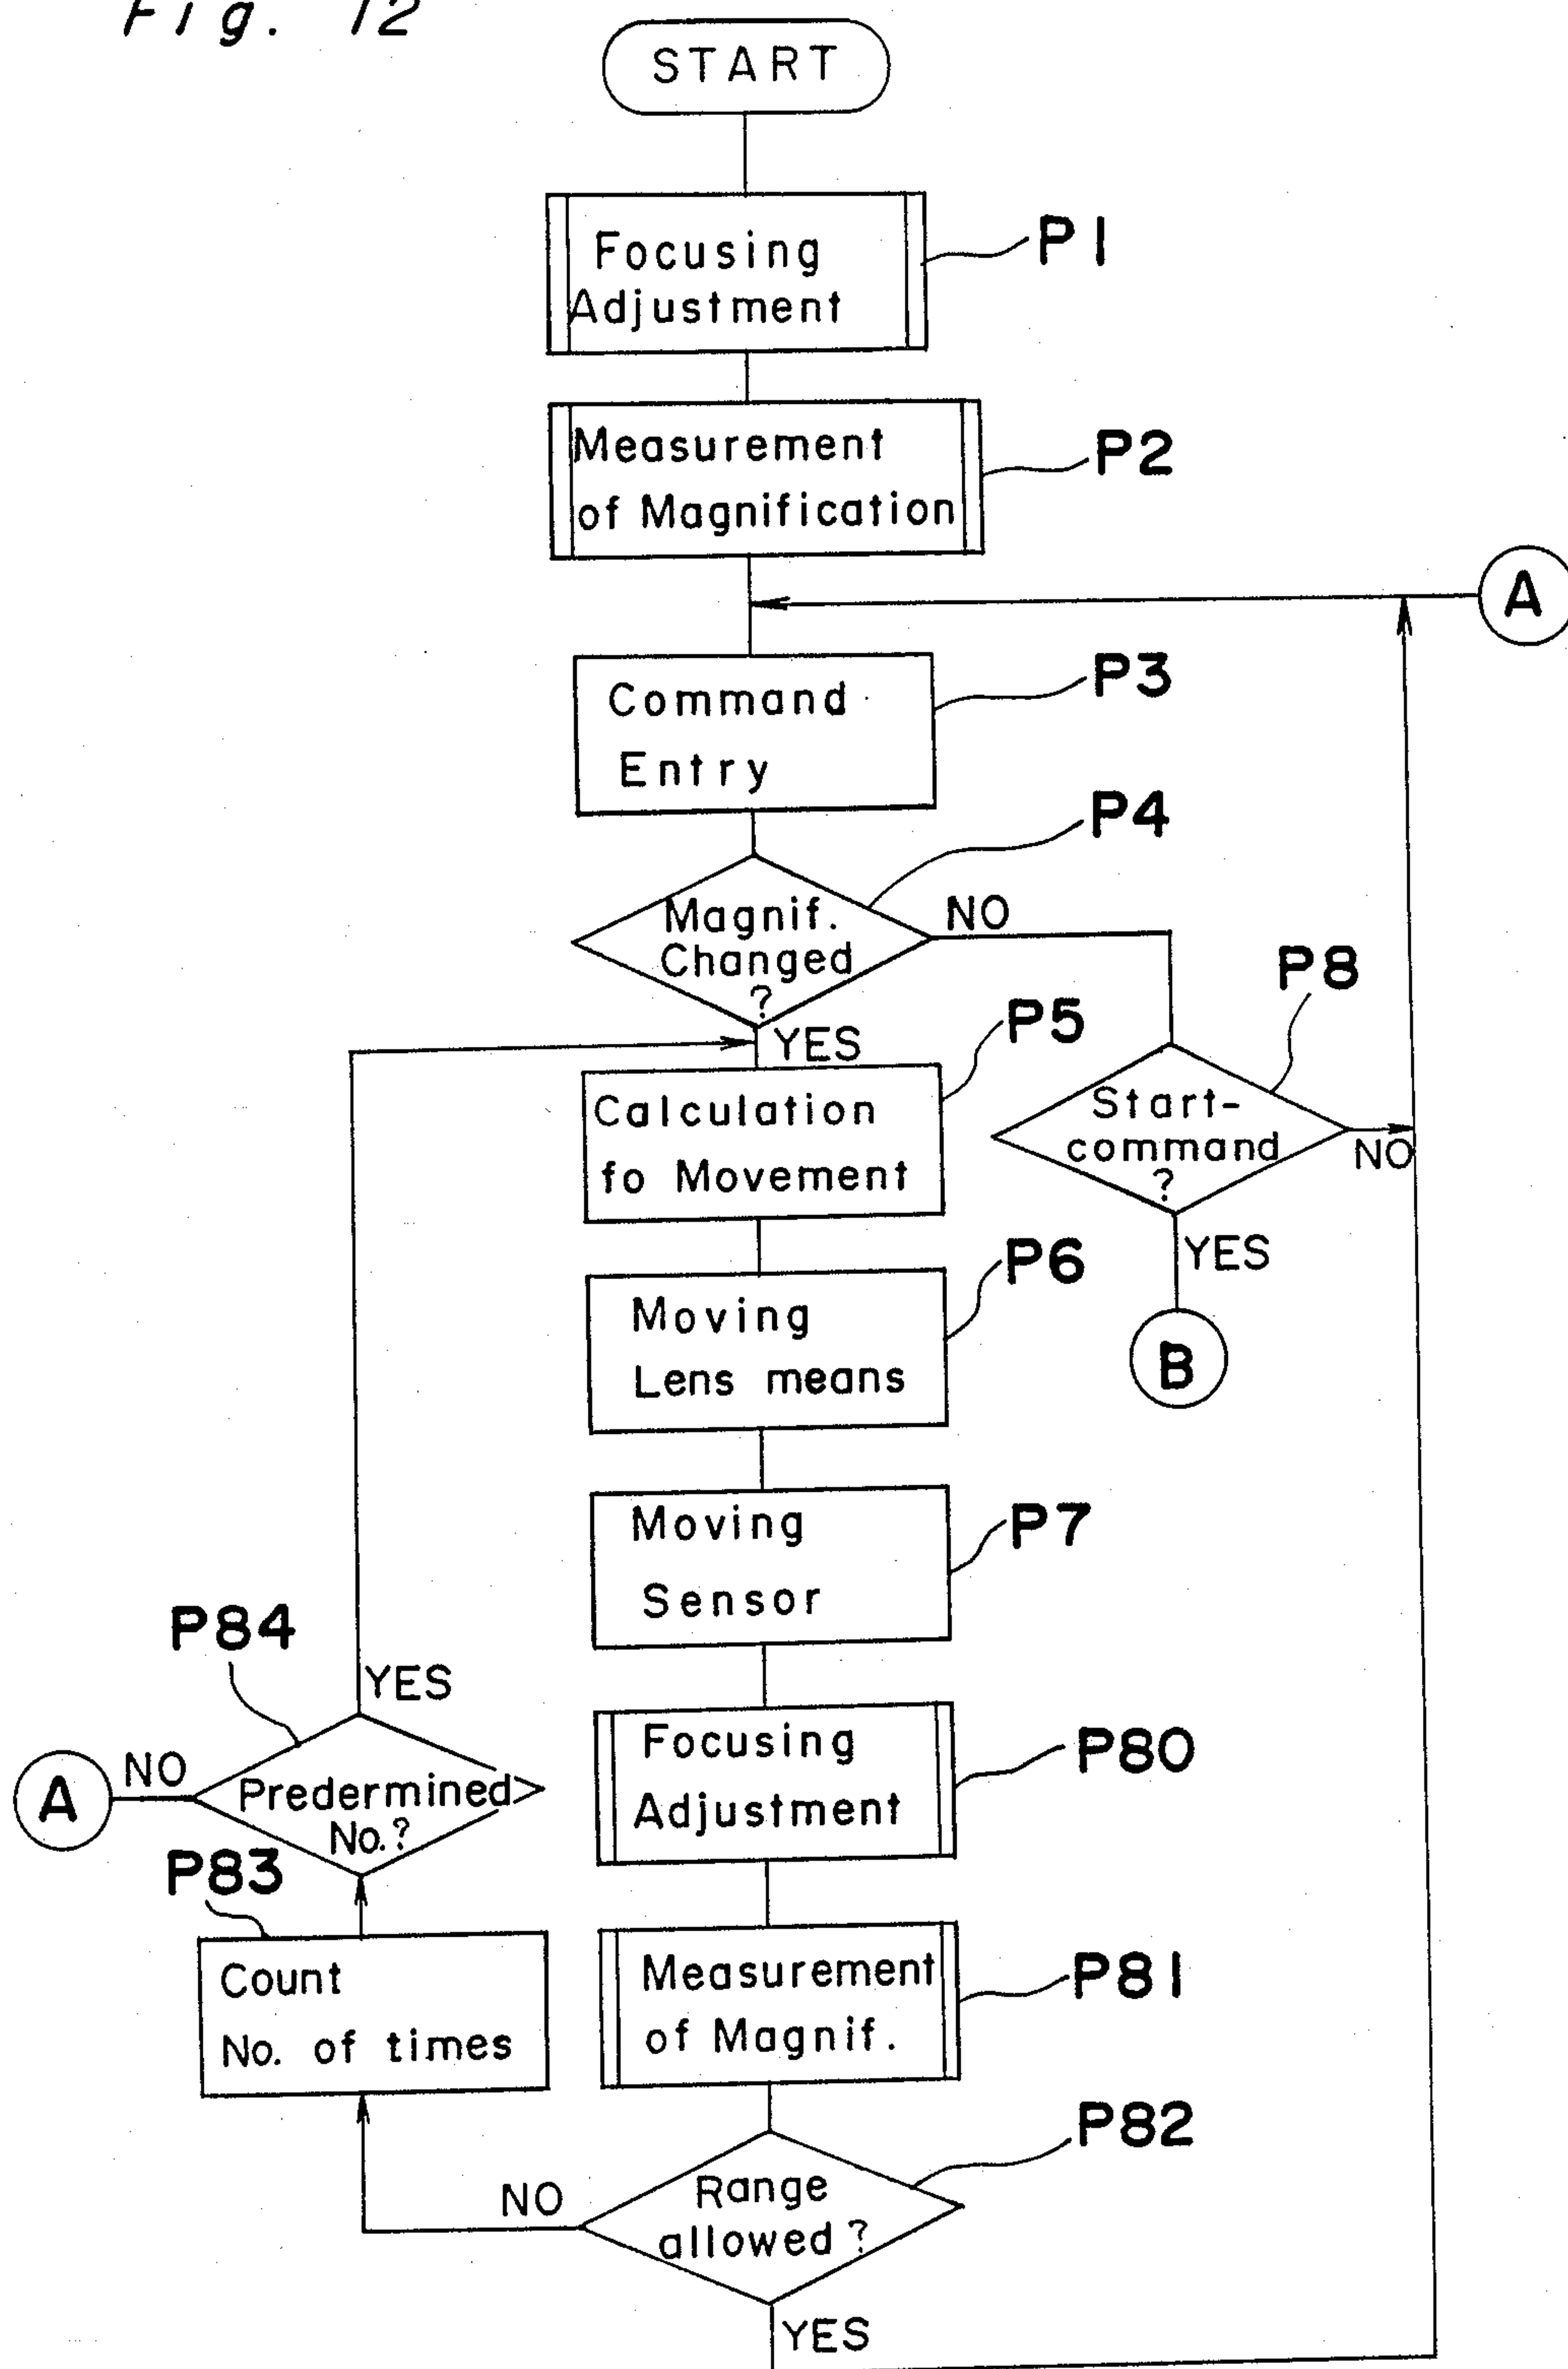 Fig. 12
START
Focusing
Adjustment
P1
Measurement
of Magnification
P2
A
Command
Entry
P3
Magnif.
Changed
?
P4
NO
YES
Calculation
fo Movement
P5
Start-
command
?
P8
NO
YES
B
Moving
Lens means
P6
Moving
Sensor
P7
P84
YES
Predermined
No.?
NO
A
Focusing
Adjustment
P80
P83
Count
No. of times
Measurement
of Magnif.
P81
Range
allowed ?
P82
NO
YES